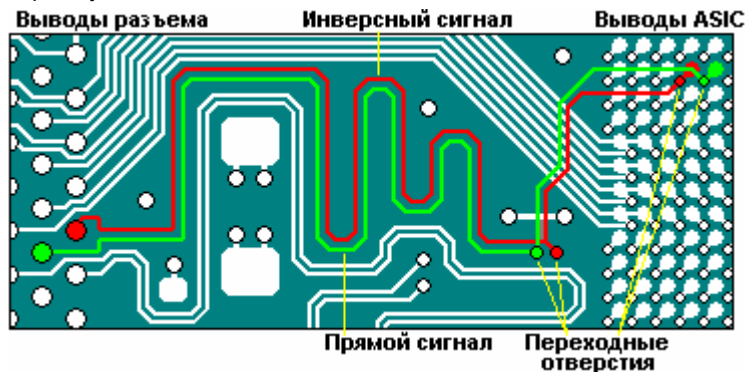 Выводы разъема
Инверсный сигнал
Выводы ASIC
Прямой сигнал
Переходные
отверстия